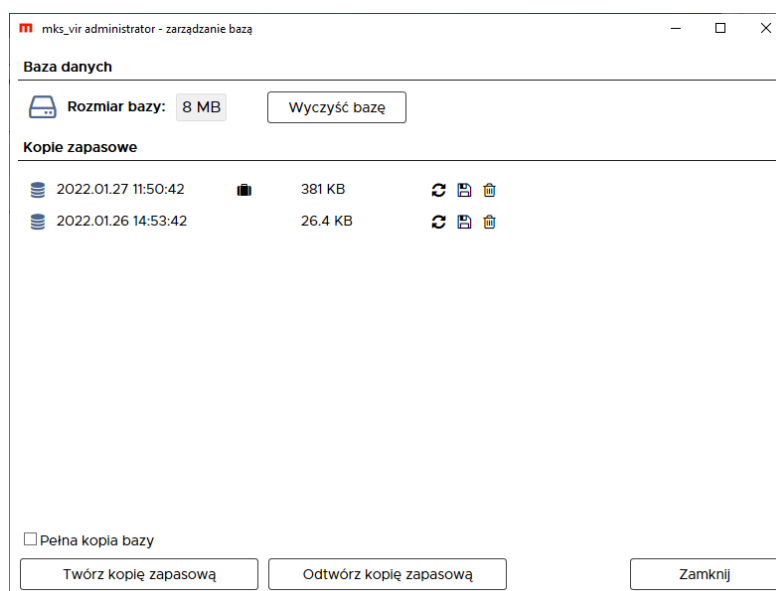 mks_vir administrator - zarządzanie bazą
Baza danych
Rozmiar bazy: 8 MB Wyczyść bazę
Kopie zapasowe
2022.01.27 11:50:42 381 KB
2022.01.26 14:53:42 26.4 KB
Pełna kopia bazy
Twórz kopię zapasową Odtwórz kopię zapasową Zamknij